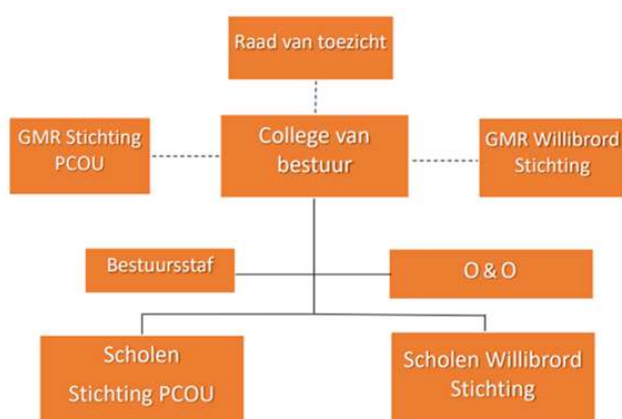 Raad van toezicht
GMR Stichting
PCOU
College van
bestuur
GMR Willibrord
Stichting
Bestuursstaf
O & O
Scholen
Stichting PCOU
Scholen Willibrord
Stichting